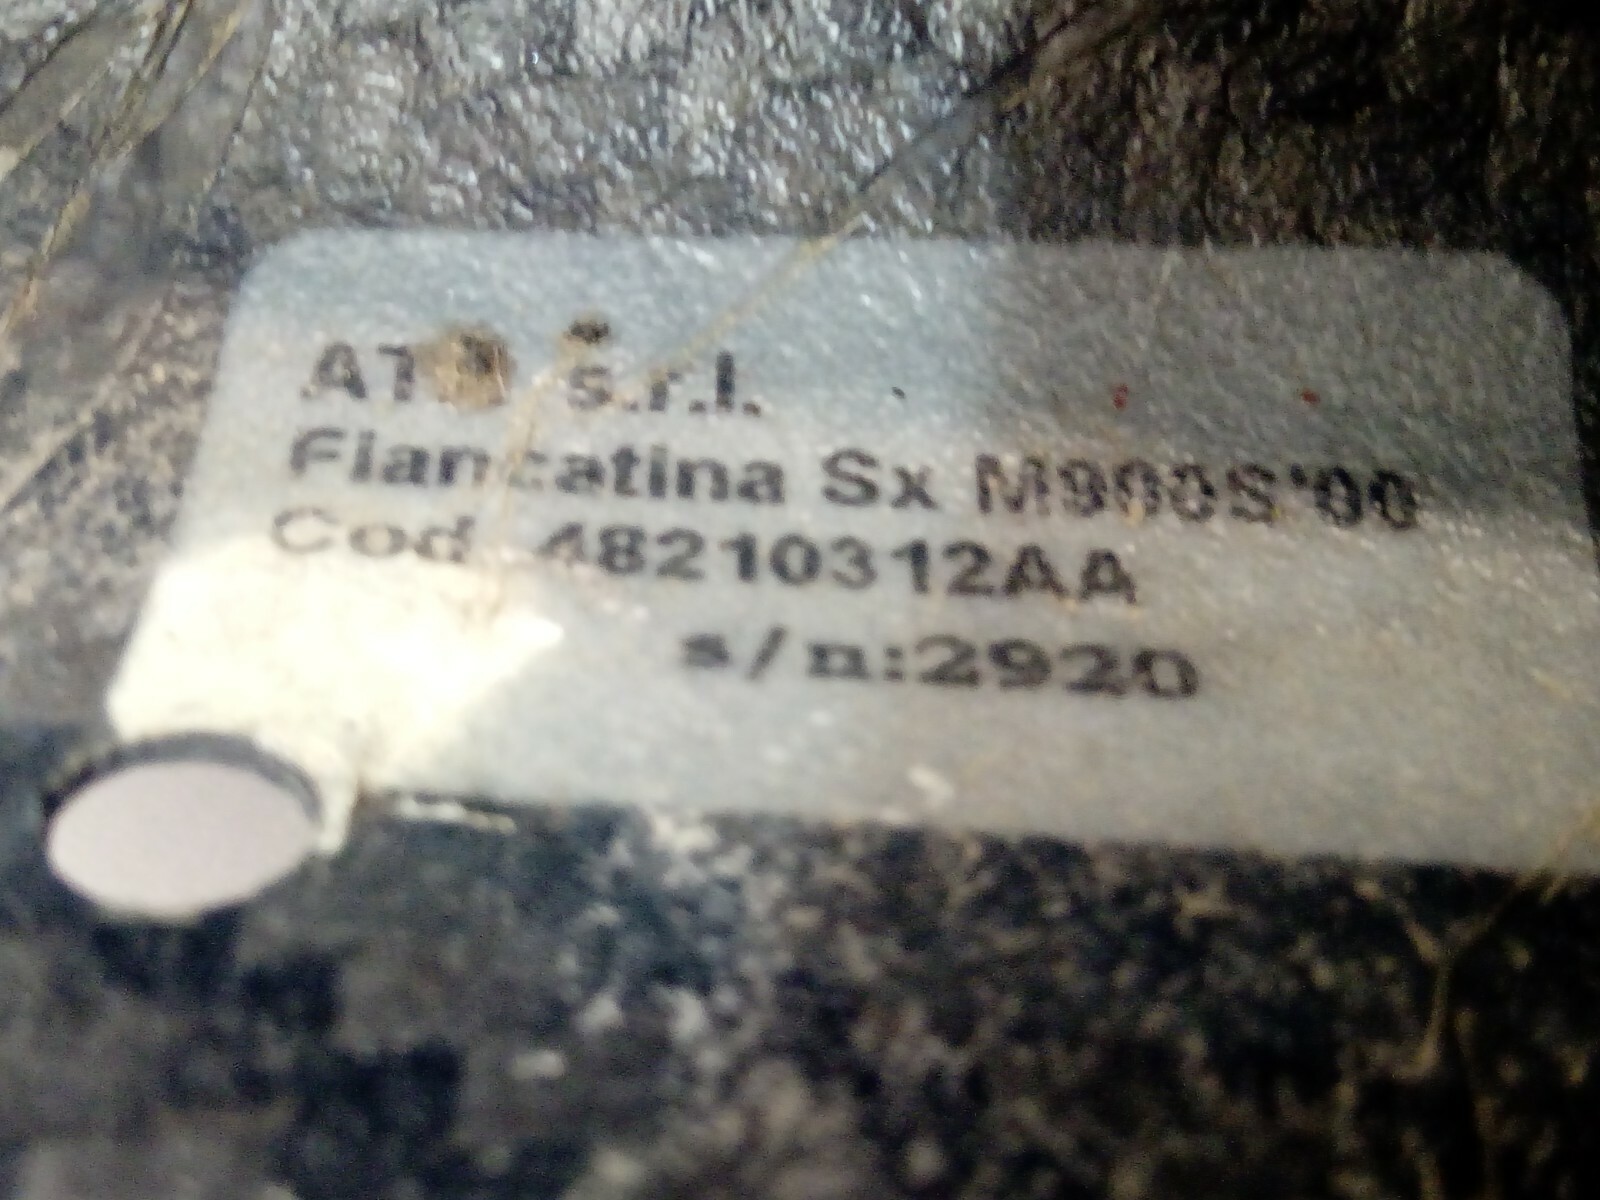 s.r.l.
Fiancatina Sx M900S'00
Cod. 48210312AA
s/n:2920